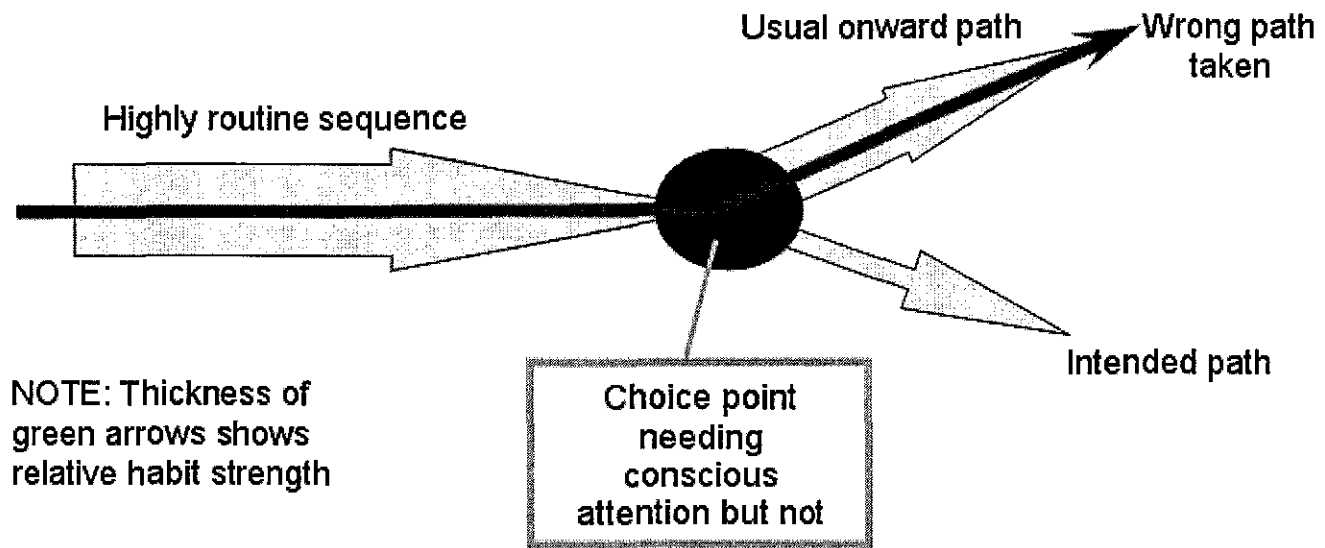 Usual onward path
Wrong path
taken
Highly routine sequence
Intended path
NOTE: Thickness of
green arrows shows
relative habit strength
Choice point
needing
conscious
attention but not